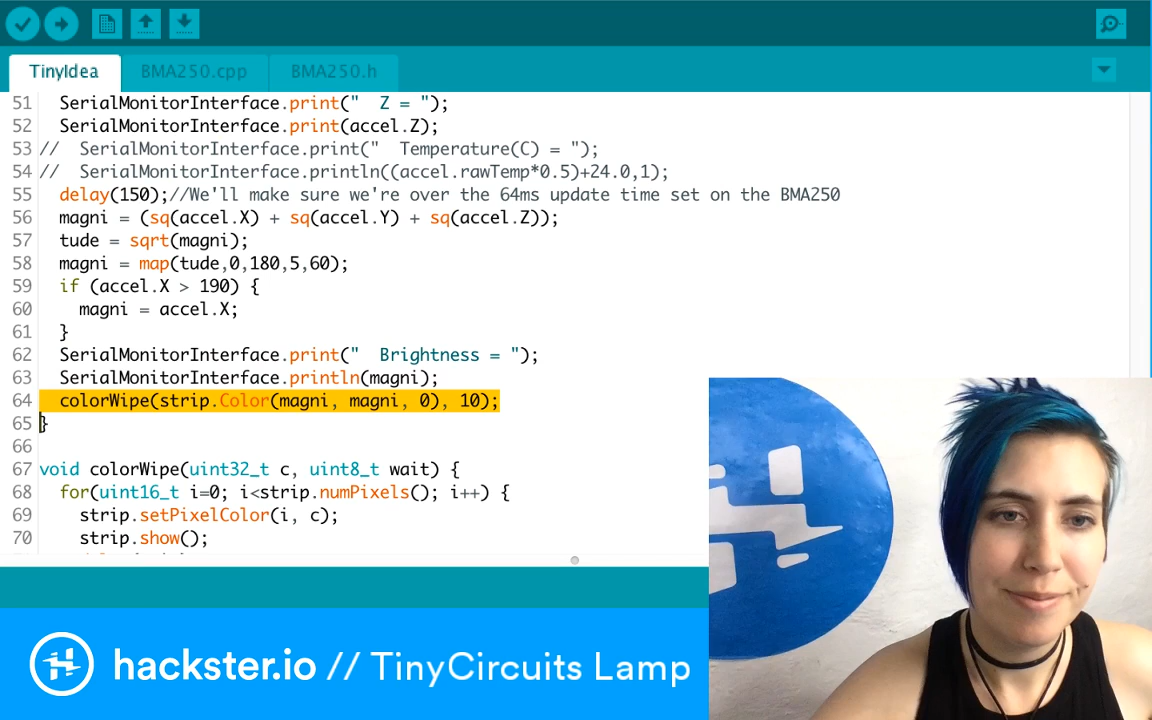 TinyIdea BMA250.cpp BMA250.h
51 SerialMonitorInterface.print("  Z = ");
52 SerialMonitorInterface.print(accel.Z);
53 //  SerialMonitorInterface.print("  Temperature(C) = ");
54 //  SerialMonitorInterface.println((accel.rawTemp*0.5)+24.0,1);
55 delay(150);//We'll make sure we're over the 64ms update time set on the BMA250
56 magni = (sq(accel.X) + sq(accel.Y) + sq(accel.Z));
57 tude = sqrt(magni);
58 magni = map(tude,0,180,5,60);
59 if (accel.X > 190) {
60 magni = accel.X;
61 }
62 SerialMonitorInterface.print("  Brightness = ");
63 SerialMonitorInterface.println(magni);
64 colorWipe(strip.Color(magni, magni, 0), 10);
65 }
66
67 void colorWipe(uint32_t c, uint8_t wait) {
68 for(uint16_t i=0; i<strip.numPixels(); i++) {
69 strip.setPixelColor(i, c);
70 strip.show();
hackster.io // TinyCircuits Lamp